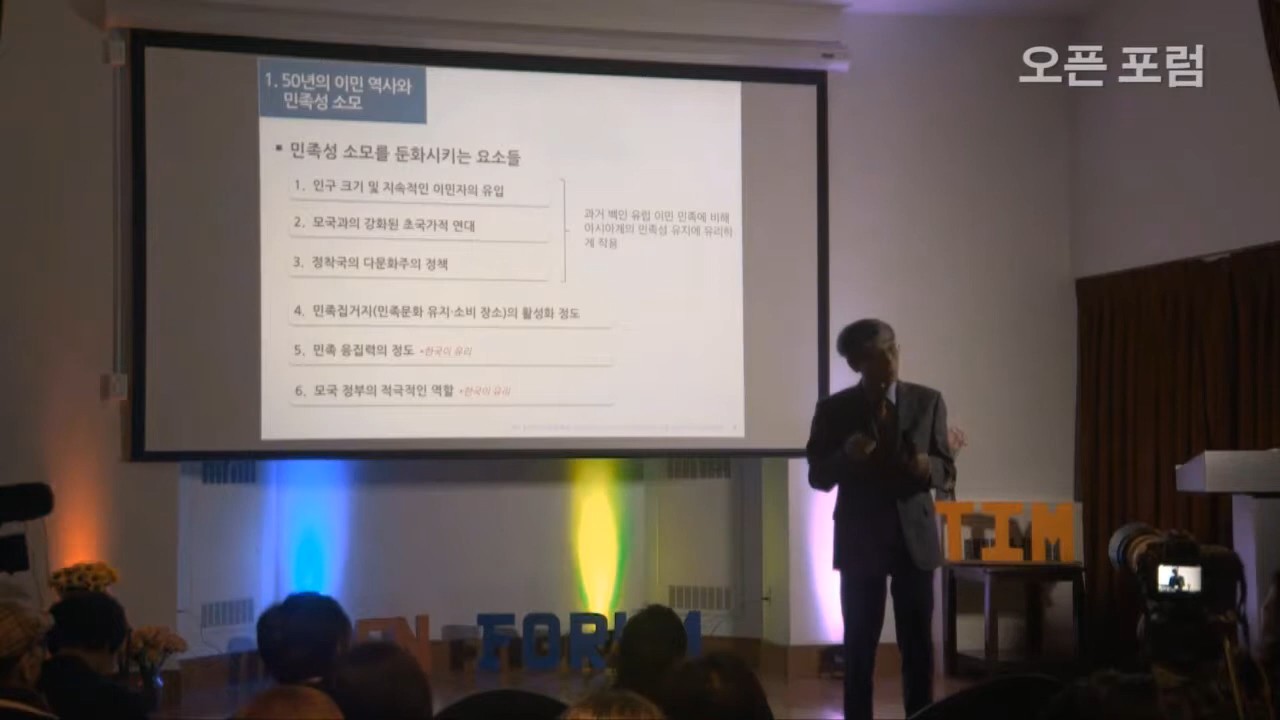 오픈 포럼
1. 50년의 이민 역사와
민족성 소모
▪ 민족성 소모를 둔화시키는 요소들
1. 인구 크기 및 지속적인 이민자의 유입
2. 모국과의 강화된 초국가적 연대
3. 정착국의 다문화주의 정책
과거 백인 유럽 이민 민족에 비해
아시아계의 민족성 유지에 유리하
게 작용
4. 민족집거지(민족문화 유지·소비 장소)의 활성화 정도
5. 민족 응집력의 정도 *한국이 유리
6. 모국 정부의 적극적인 역할 *한국이 유리
TIM
FORUM